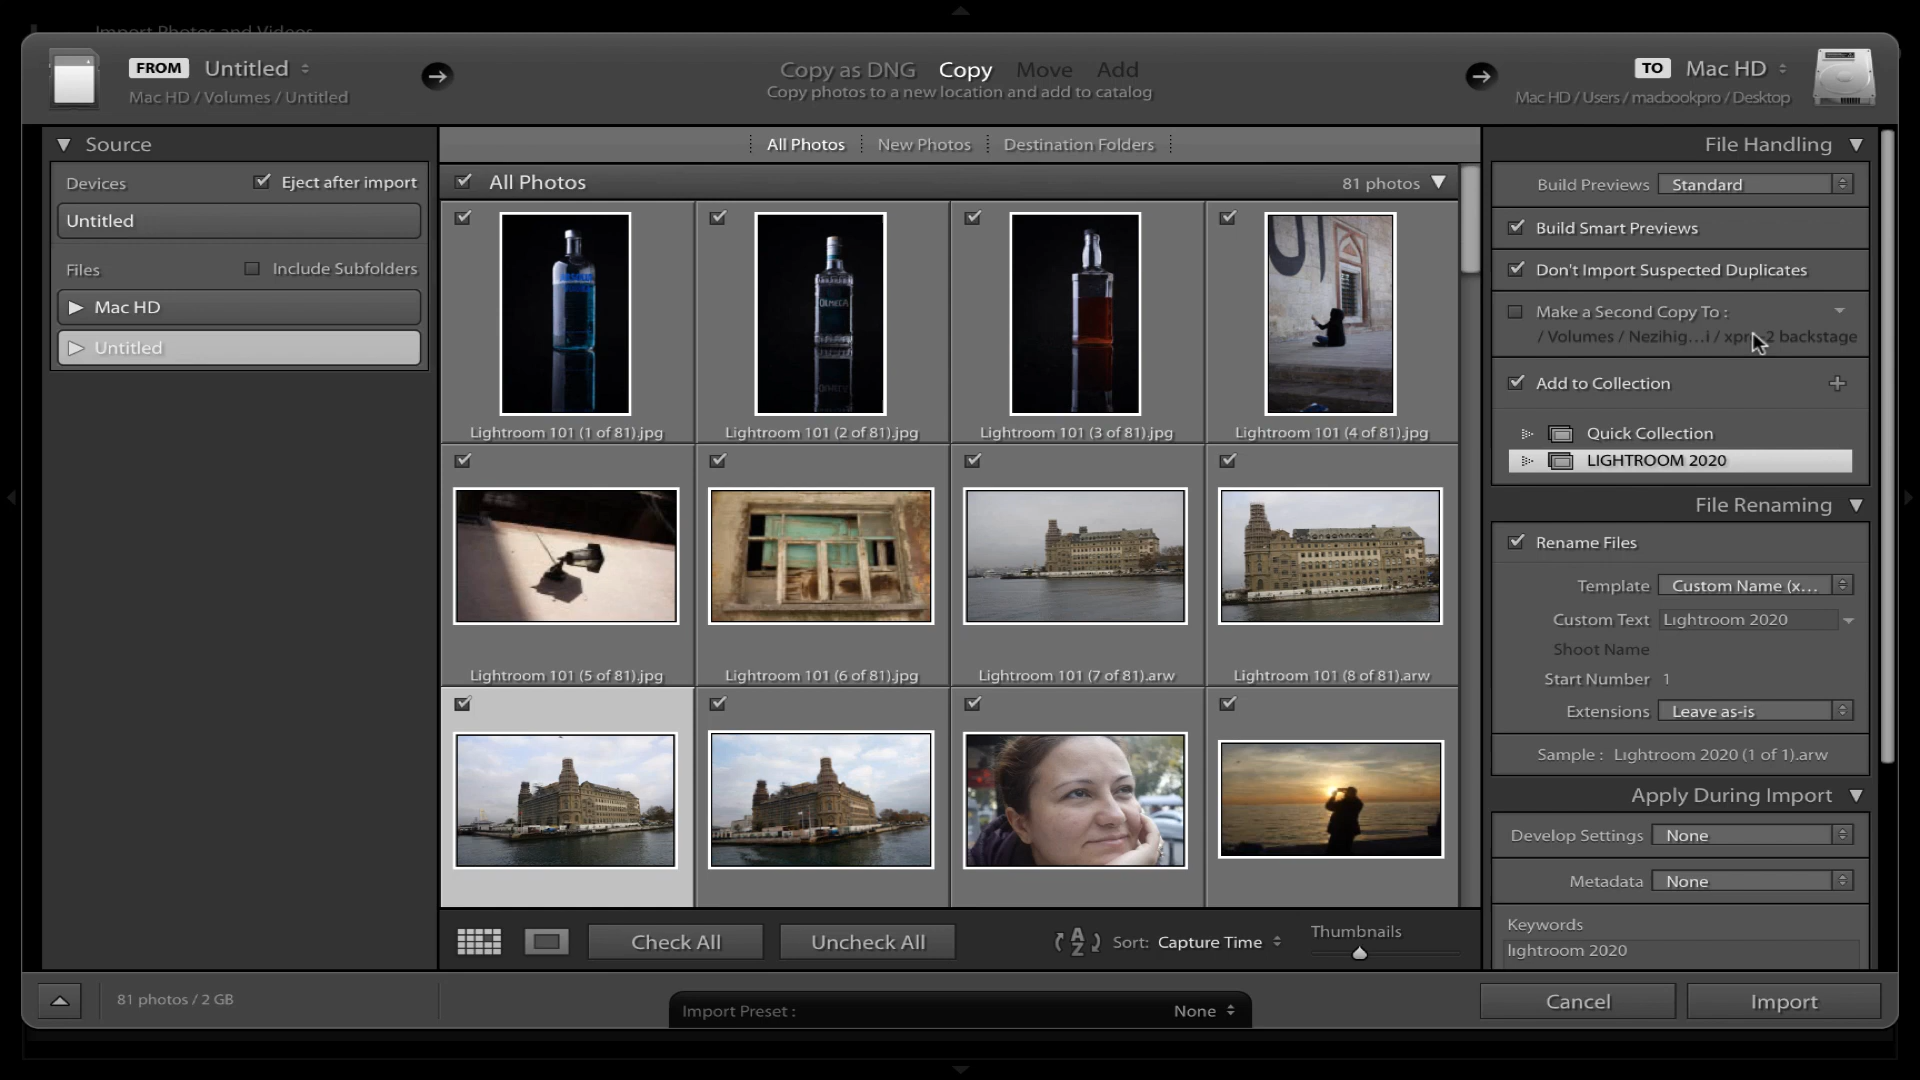 Import Photos and Videos
FROM Untitled
Mac HD / Volumes / Untitled
Copy as DNG Copy Move Add
Copy photos to a new location and add to catalog
TO Mac HD
Mac HD / Users / macbookpro / Desktop
Source
Devices Eject after import
Untitled
Files Include Subfolders
Mac HD
Untitled
All Photos New Photos Destination Folders
All Photos 81 photos
OLMECA
Lightroom 101 (1 of 81).jpg Lightroom 101 (2 of 81).jpg Lightroom 101 (3 of 81).jpg Lightroom 101 (4 of 81).jpg
Lightroom 101 (5 of 81).jpg Lightroom 101 (6 of 81).jpg Lightroom 101 (7 of 81).arw Lightroom 101 (8 of 81).arw
Check All Uncheck All
A
Z Sort: Capture Time Thumbnails
File Handling
Build Previews Standard
Build Smart Previews
Don't Import Suspected Duplicates
Make a Second Copy To :
/ Volumes / Nezihig...i / 2 backstage
Add to Collection
Quick Collection
LIGHTROOM 2020
File Renaming
Rename Files
Template Custom Name (x...
Custom Text Lightroom 2020
Shoot Name
Start Number 1
Extensions Leave as-is
Sample : Lightroom 2020 (1 of 1).arw
Apply During Import
Develop Settings None
Metadata None
Keywords
lightroom 2020
81 photos / 2 GB
Import Preset : None
Cancel Import